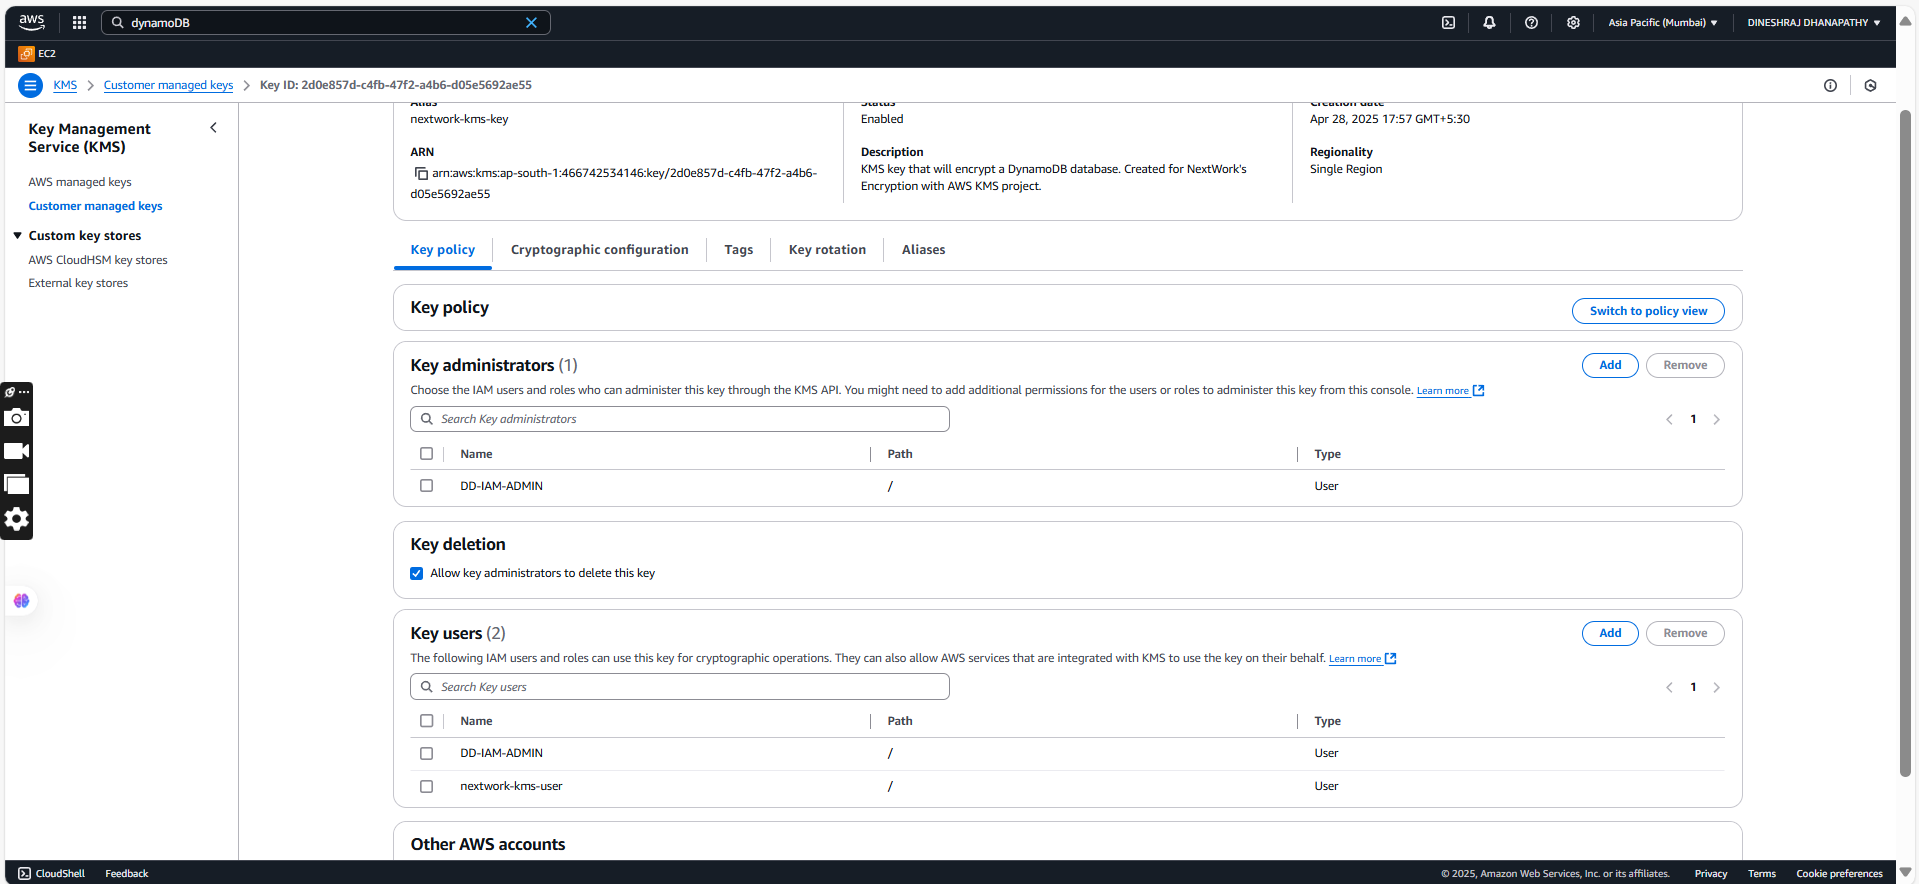 aws
dynamoDB
Asia Pacific (Mumbai)
DINESHRAJ DHANAPATHY
EC2
KMS
Customer managed keys
Key ID: 2d0e857d-c4fb-47f2-a4b6-d05e5692ae55
Key Management
Service (KMS)
AWS managed keys
Customer managed keys
Custom key stores
AWS CloudHSM key stores
External key stores
Alias
nextwork-kms-key
ARN
arn:aws:kms:ap-south-1:466742534146:key/2d0e857d-c4fb-47f2-a4b6-
d05e5692ae55
Status
Enabled
Description
KMS key that will encrypt a DynamoDB database. Created for NextWork's
Encryption with AWS KMS project.
Creation date
Apr 28, 2025 17:57 GMT+5:30
Regionality
Single Region
Key policy
Cryptographic configuration
Tags
Key rotation
Aliases
Key policy
Switch to policy view
Key administrators (1)
Add
Remove
Choose the IAM users and roles who can administer this key through the KMS API. You might need to add additional permissions for the users or roles to administer this key from this console. Learn more
Search Key administrators
1
Name
Path
Type
DD-IAM-ADMIN
/
User
Key deletion
Allow key administrators to delete this key
Key users (2)
Add
Remove
The following IAM users and roles can use this key for cryptographic operations. They can also allow AWS services that are integrated with KMS to use the key on their behalf. Learn more
Search Key users
1
Name
Path
Type
DD-IAM-ADMIN
/
User
nextwork-kms-user
/
User
Other AWS accounts
CloudShell
Feedback
© 2025, Amazon Web Services, Inc. or its affiliates.
Privacy
Terms
Cookie preferences